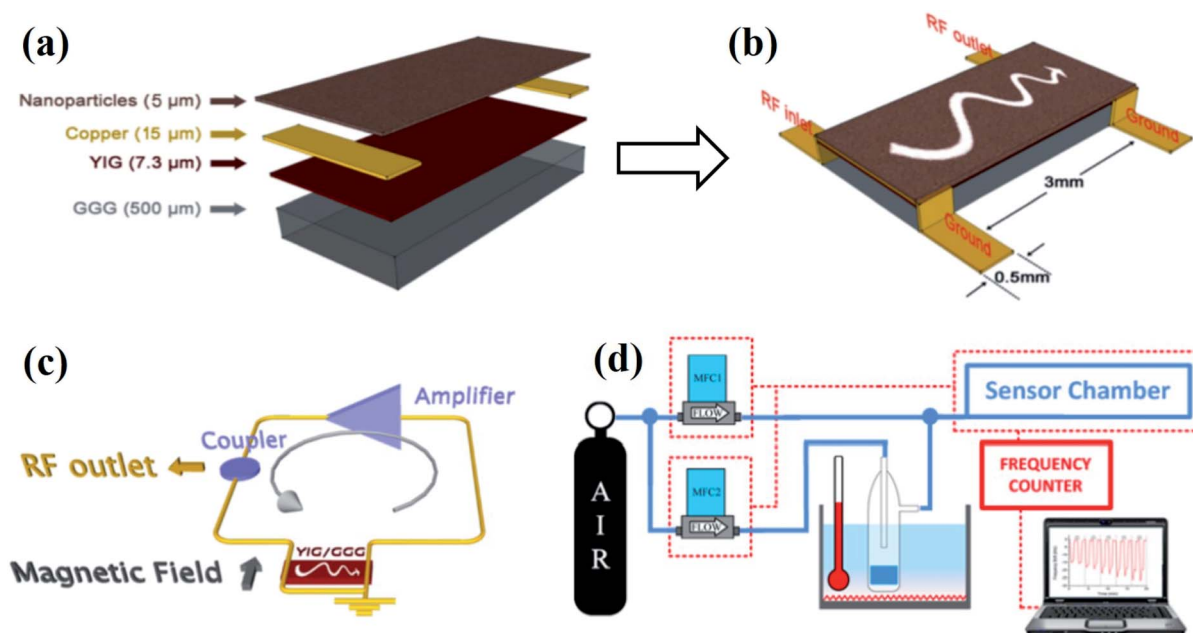 (a)
Nanoparticles (5 µm)
Copper (15 µm)
YIG (7.3 µm)
GGG (500 µm)
(b)
RF outlet
RF inlet
Ground
3mm
Ground
0.5mm
(c)
Amplifier
Coupler
RF outlet
YIG/GGG
Magnetic Field
(d)
MFC1
FLOW
Sensor Chamber
MFC2
FLOW
FREQUENCY
COUNTER
A
I
R